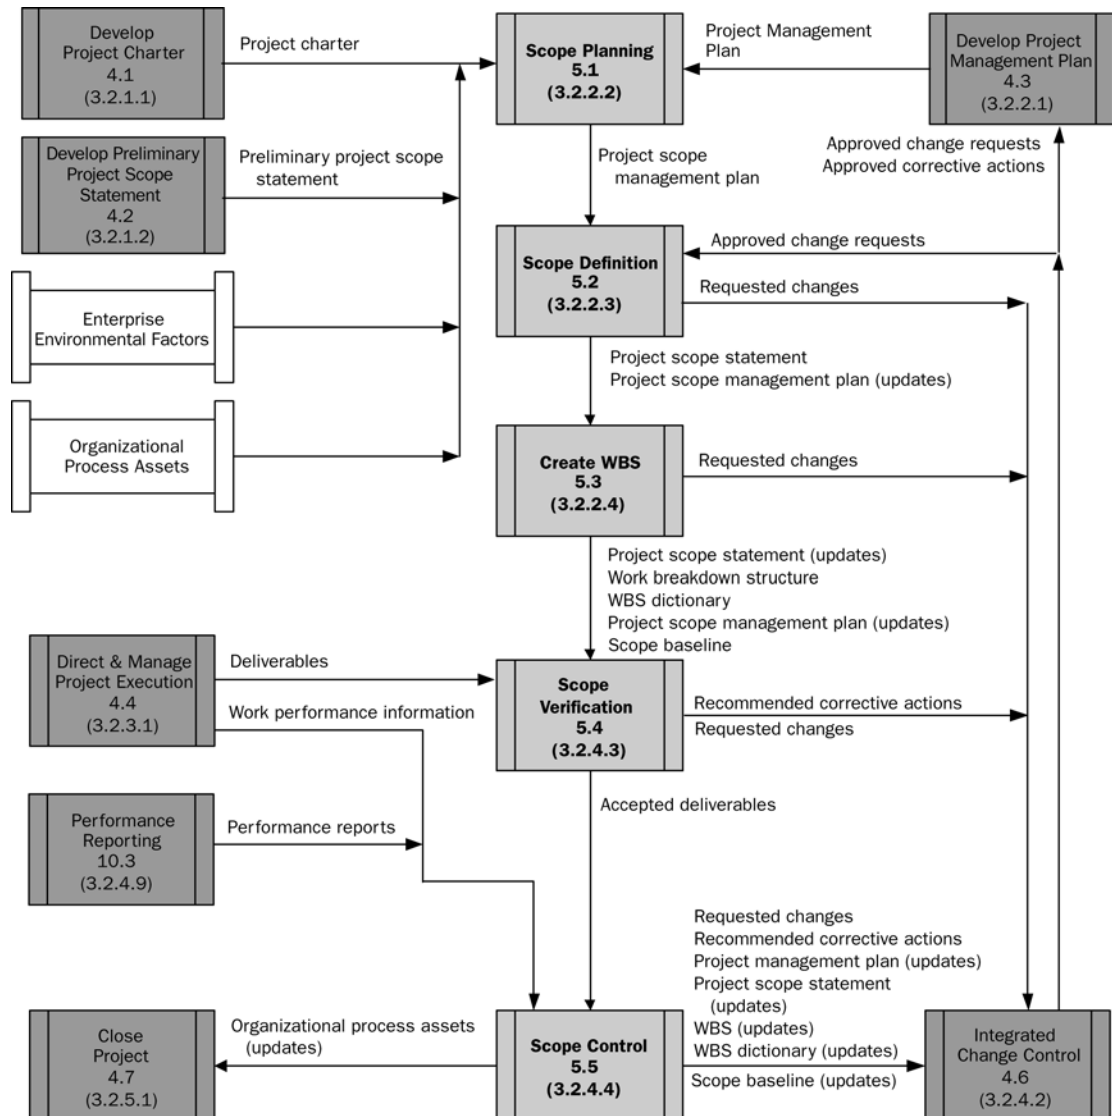 Develop
Project Charter
4.1
(3.2.1.1)
Project charter
Scope Planning
5.1
(3.2.2.2)
Project Management
Plan
Develop Project
Management Plan
4.3
(3.2.2.1)
Develop Preliminary
Project Scope
Statement
4.2
(3.2.1.2)
Preliminary project scope
statement
Project scope
management plan
Approved change requests
Approved corrective actions
Enterprise
Environmental Factors
Scope Definition
5.2
(3.2.2.3)
Approved change requests
Requested changes
Project scope statement
Project scope management plan (updates)
Organizational
Process Assets
Create WBS
5.3
(3.2.2.4)
Requested changes
Project scope statement (updates)
Work breakdown structure
WBS dictionary
Project scope management plan (updates)
Scope baseline
Direct & Manage
Project Execution
4.4
(3.2.3.1)
Deliverables
Work performance information
Scope
Verification
5.4
(3.2.4.3)
Recommended corrective actions
Requested changes
Accepted deliverables
Performance
Reporting
10.3
(3.2.4.9)
Performance reports
Requested changes
Recommended corrective actions
Project management plan (updates)
Project scope statement
(updates)
WBS (updates)
WBS dictionary (updates)
Scope baseline (updates)
Close
Project
4.7
(3.2.5.1)
Organizational process assets
(updates)
Scope Control
5.5
(3.2.4.4)
Integrated
Change Control
4.6
(3.2.4.2)